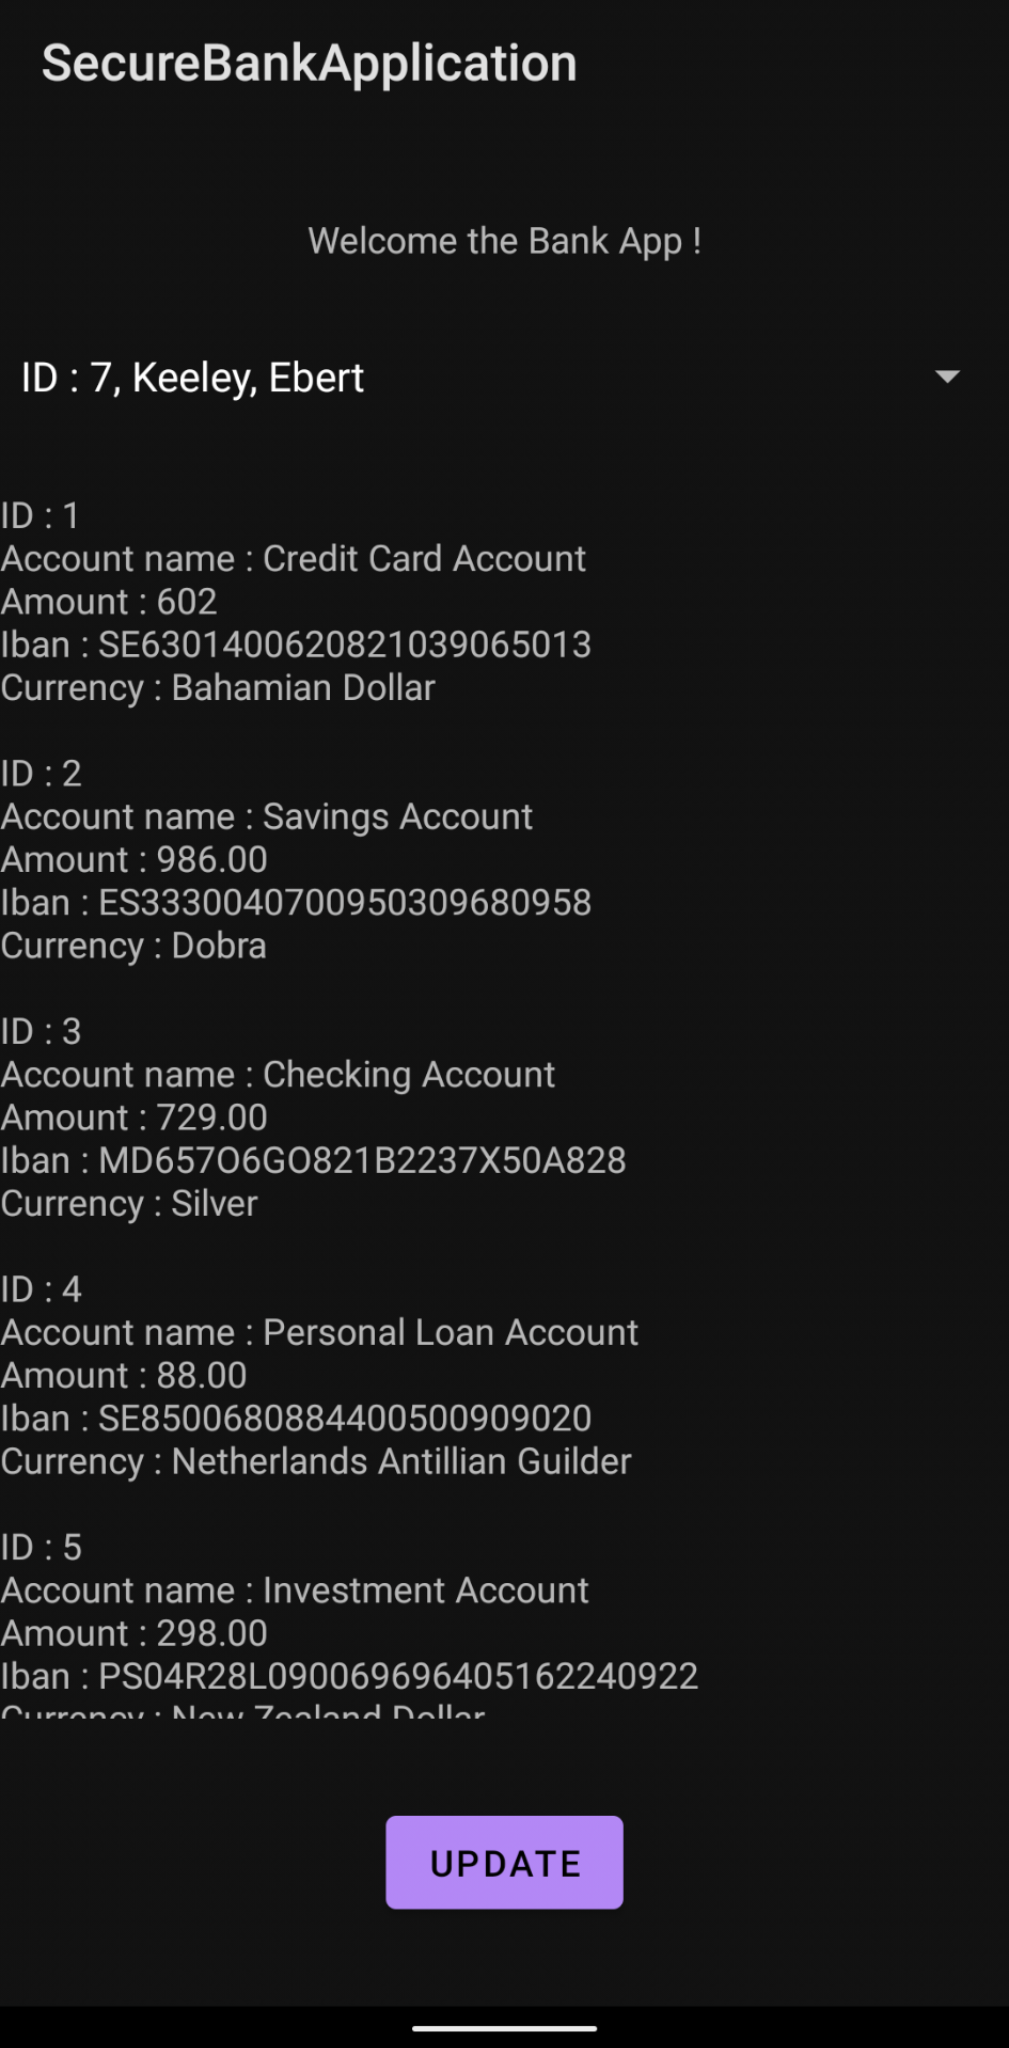 SecureBankApplication
Welcome the Bank App !
ID : 7, Keeley, Ebert
ID : 1
Account name : Credit Card Account
Amount : 602
Iban : SE6301400620821039065013
Currency : Bahamian Dollar
ID : 2
Account name : Savings Account
Amount : 986.00
Iban : ES3330040700950309680958
Currency : Dobra
ID : 3
Account name : Checking Account
Amount : 729.00
Iban : MD657O6GO821B2237X50A828
Currency : Silver
ID : 4
Account name : Personal Loan Account
Amount : 88.00
Iban : SE8500680884400500909020
Currency : Netherlands Antillian Guilder
ID : 5
Account name : Investment Account
Amount : 298.00
Iban : PS04R28L090069696405162240922
Currency : New Zealand Dollar
UPDATE